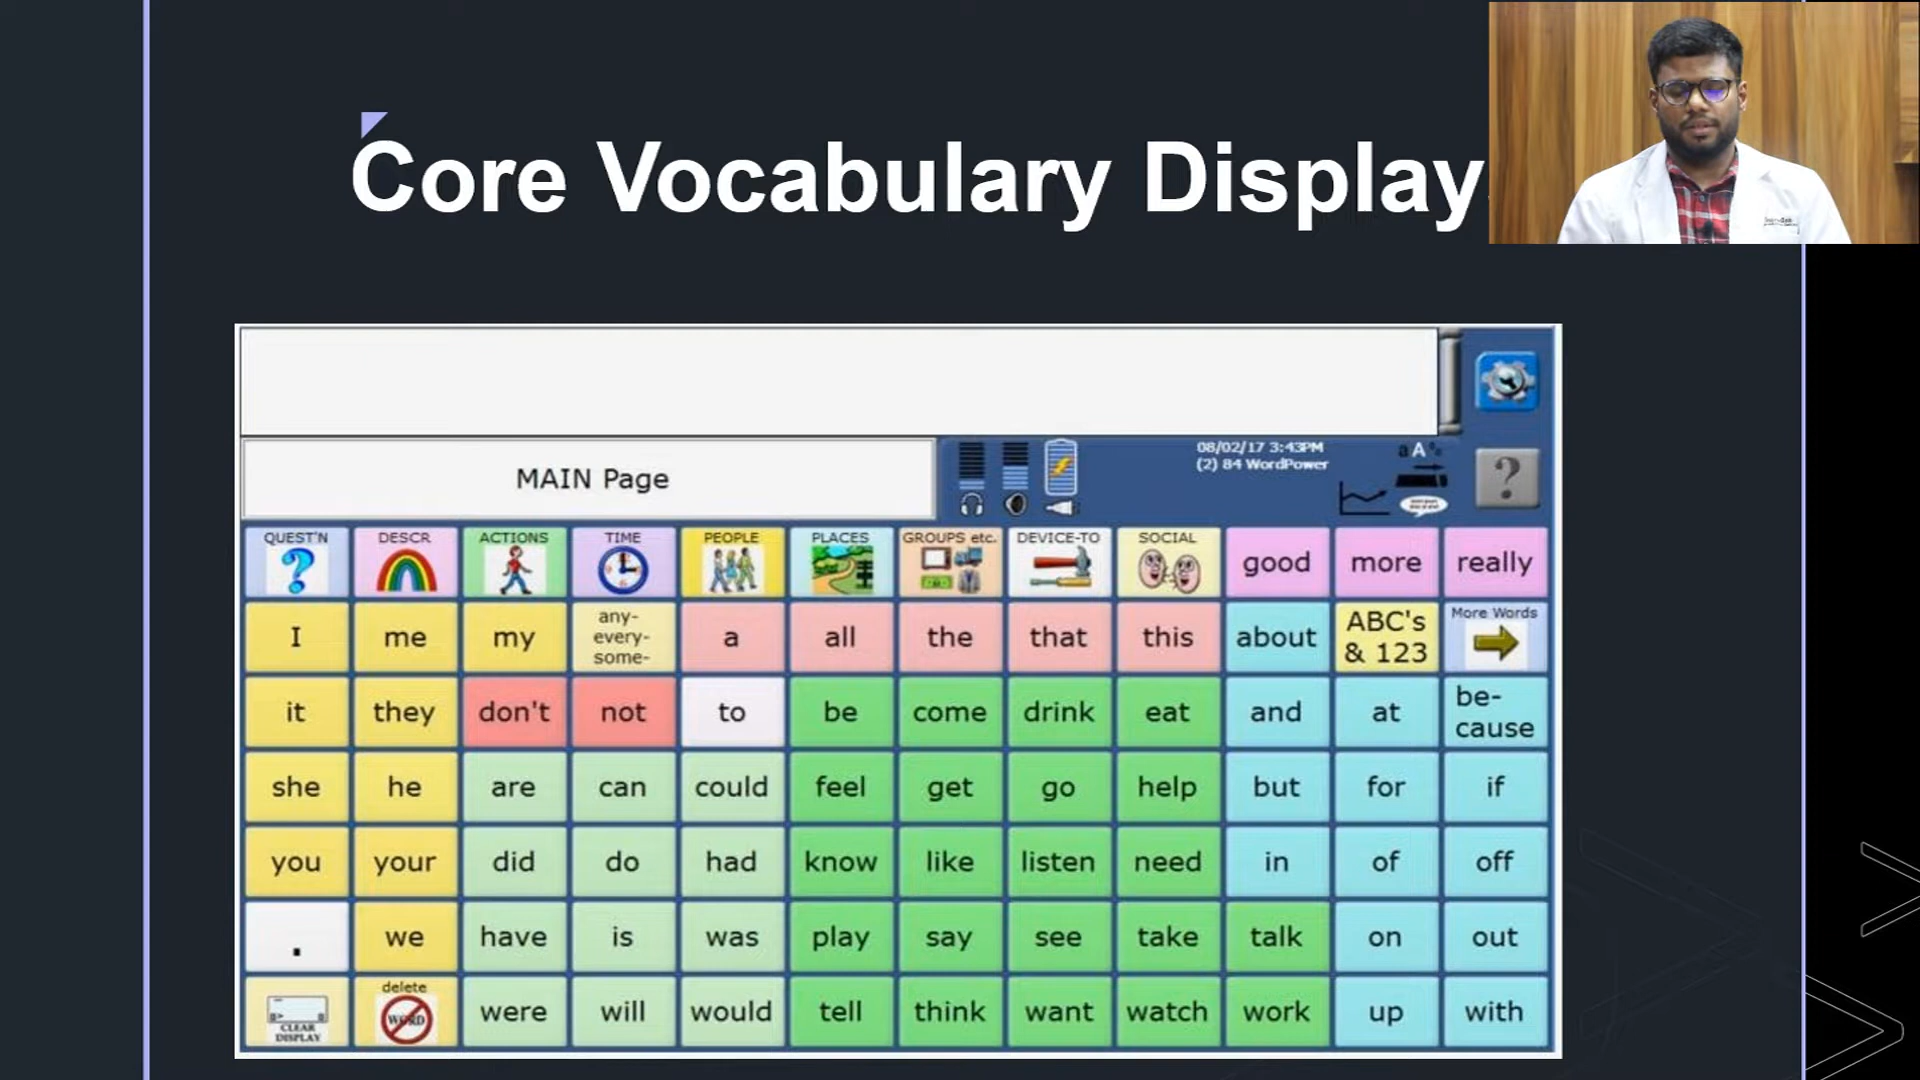 Core Vocabulary Display
MAIN Page
08/02/17 3:43PM
(2) 84 WordPower
QUEST'N DESCR ACTIONS TIME PEOPLE PLACES GROUPS etc. DEVICE-TO SOCIAL good more really
I me my any- every- some- a all the that this about ABC's & 123 More Words
it they don't not to be come drink eat and at be- cause
she he are can could feel get go help but for if
you your did do had know like listen need in of off
. we have is was play say see take talk on out
CLEAR DISPLAY delete WORD were will would tell think want watch work up with